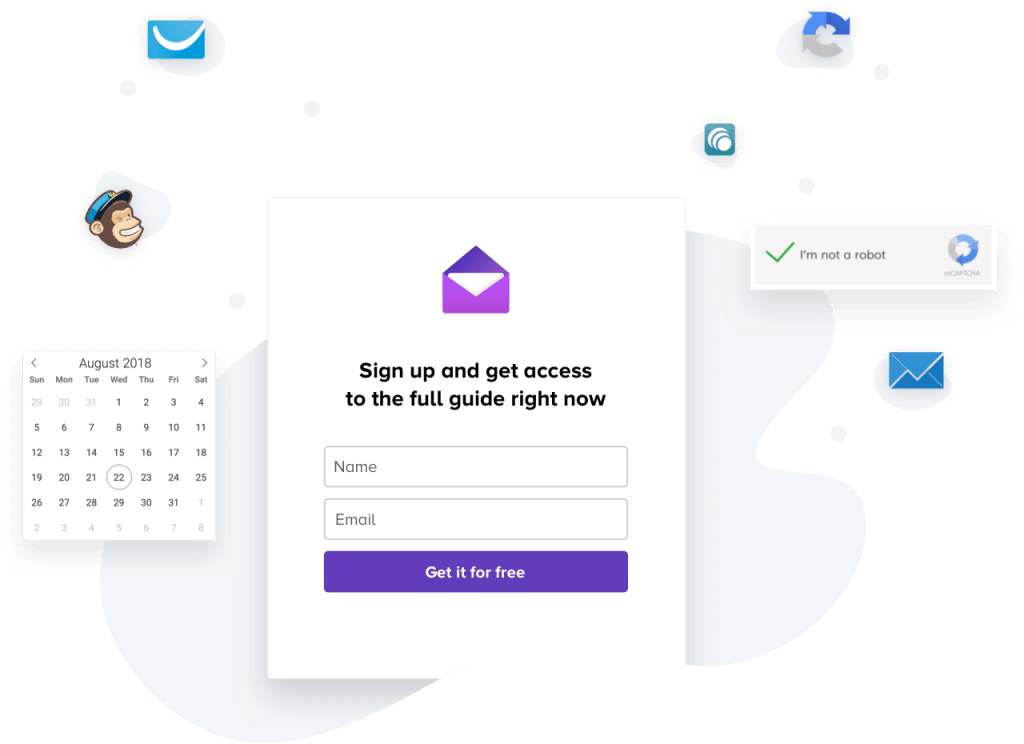 I'm not a robot
reCAPTCHA
August 2018
Sun Mon Tue Wed Thu Fri Sat
29 30 31 1 2 3 4
5 6 7 8 9 10 11
12 13 14 15 16 17 18
19 20 21 22 23 24 25
26 27 28 29 30 31 1
2 3 4 5 6 7 8
Sign up and get access
to the full guide right now
Name
Email
Get it for free